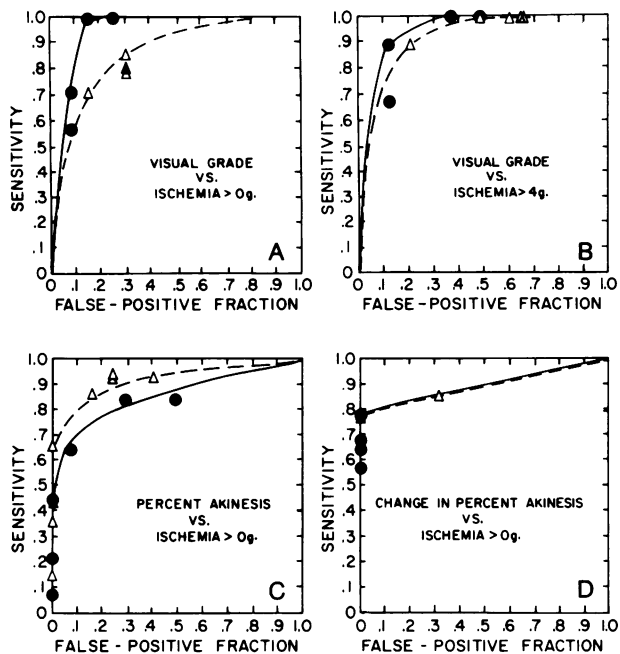 1.0 1.0
.9 .9
.8 .8
.7 .7
.6 .6
.5 .5
.4 .4
.3 .3
.2 .2
.1 .1
0 0
SENSITIVITY SENSITIVITY
VISUAL GRADE VISUAL GRADE
VS. VS.
ISCHEMIA > 0g. ISCHEMIA > 4g.
A B
0 .1 .2 .3 .4 .5 .6 .7 .8 .9 1.0 0 .1 .2 .3 .4 .5 .6 .7 .8 .9 1.0
FALSE-POSITIVE FRACTION FALSE-POSITIVE FRACTION
1.0 1.0
.9 .9
.8 .8
.7 .7
.6 .6
.5 .5
.4 .4
.3 .3
.2 .2
.1 .1
0 0
SENSITIVITY SENSITIVITY
PERCENT AKINESIS CHANGE IN PERCENT AKINESIS
VS. VS.
ISCHEMIA > 0g. ISCHEMIA > 0g.
C D
0 .1 .2 .3 .4 .5 .6 .7 .8 .9 1.0 0 .1 .2 .3 .4 .5 .6 .7 .8 .9 1.0
FALSE - POSITIVE FRACTION FALSE - POSITIVE FRACTION